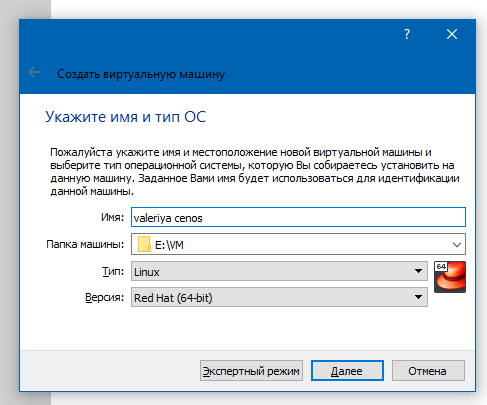 ?
Создать виртуальную машину
Укажите имя и тип ОС
Пожалуйста укажите имя и местоположение новой виртуальной машины и
выберите тип операционной системы, которую Вы собираетесь установить на
данную машину. Заданное Вами имя будет использоваться для идентификации
данной машины.
Имя: valeriya cenos
Папка машины: E:\VM
Тип: Linux
64
Версия: Red Hat (64-bit)
Экспертный режим Далее Отмена